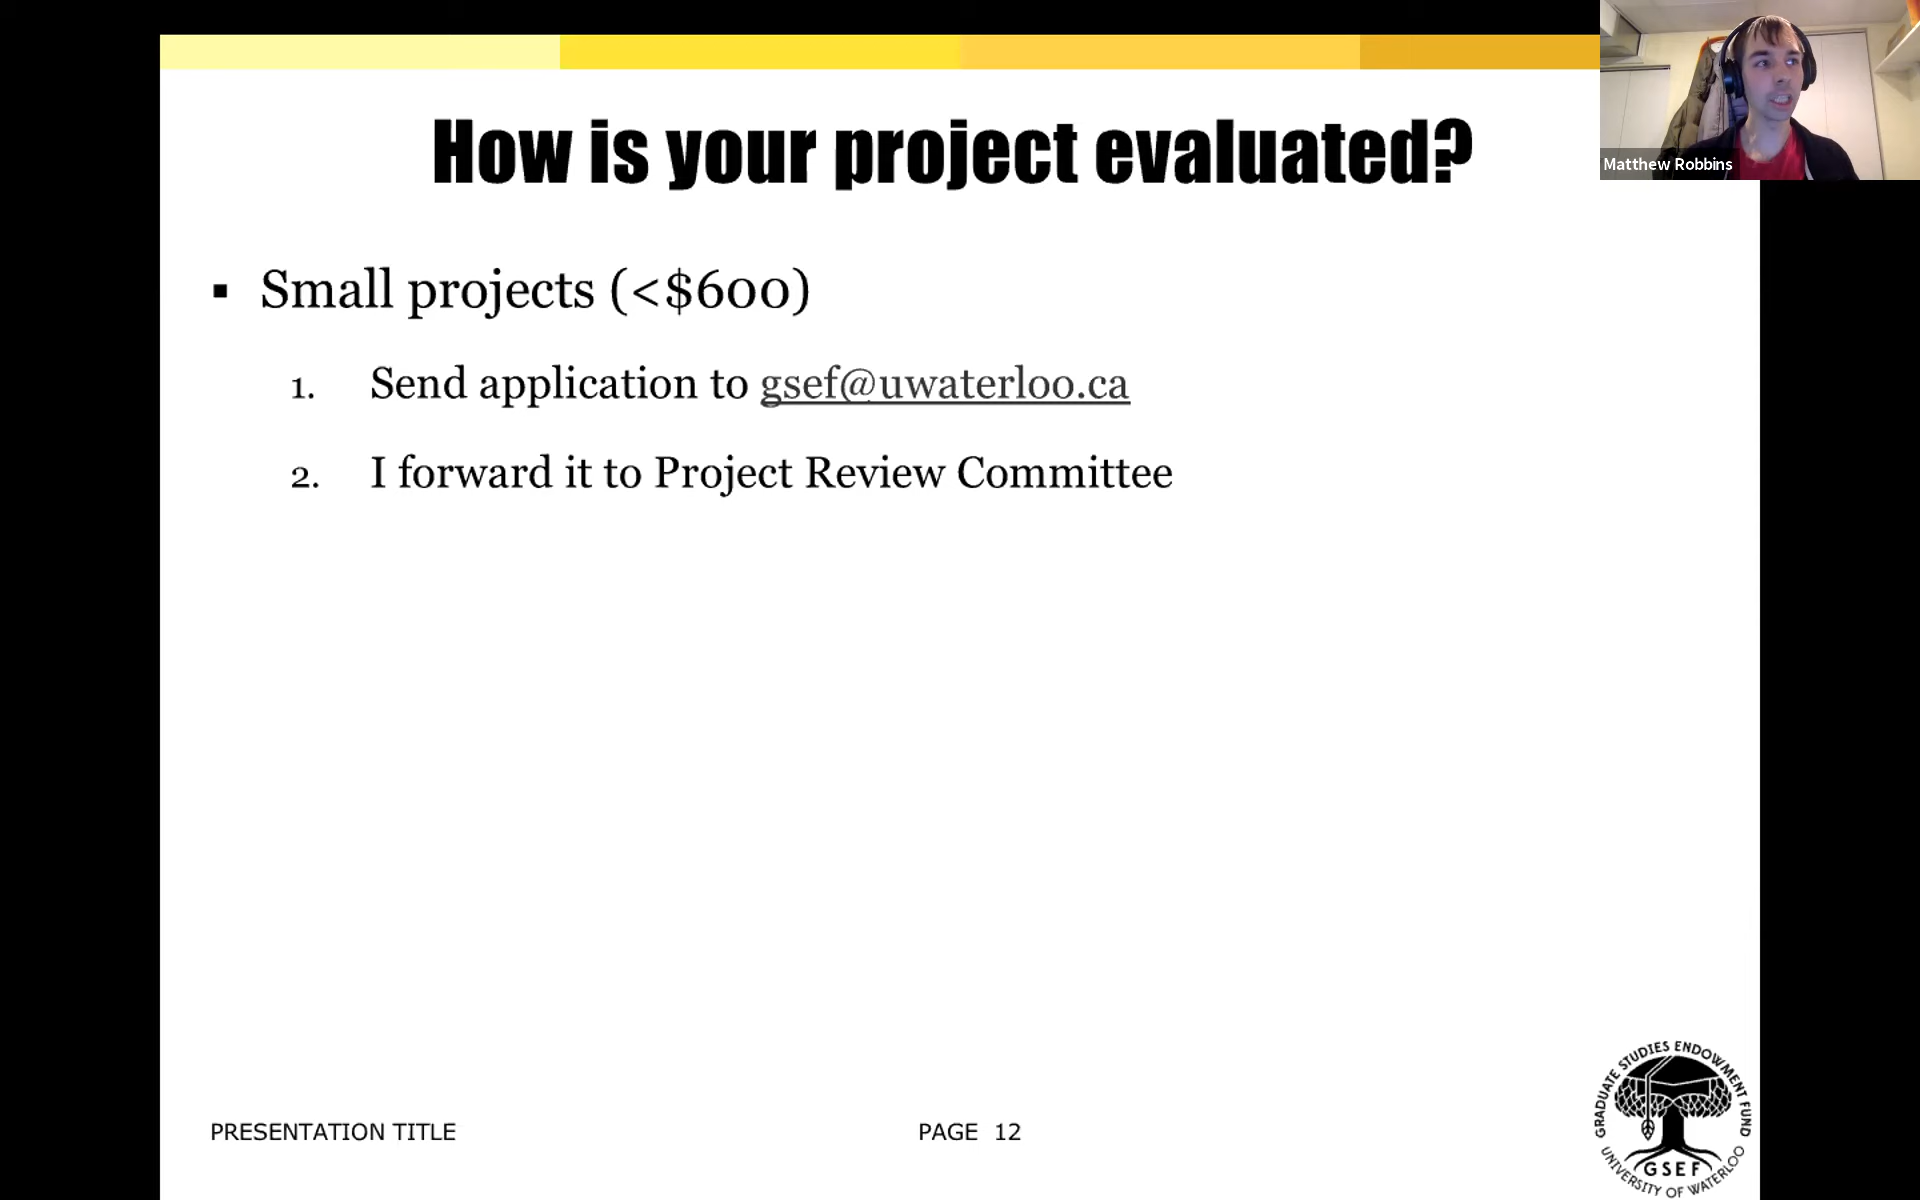 How is your project evaluated?
Matthew Robbins
▪ Small projects (<$600)
1. Send application to gsef@uwaterloo.ca
2. I forward it to Project Review Committee
PRESENTATION TITLE
PAGE 12
GRADUATE STUDIES ENDOWMENT FUND
GSEF
UNIVERSITY OF WATERLOO